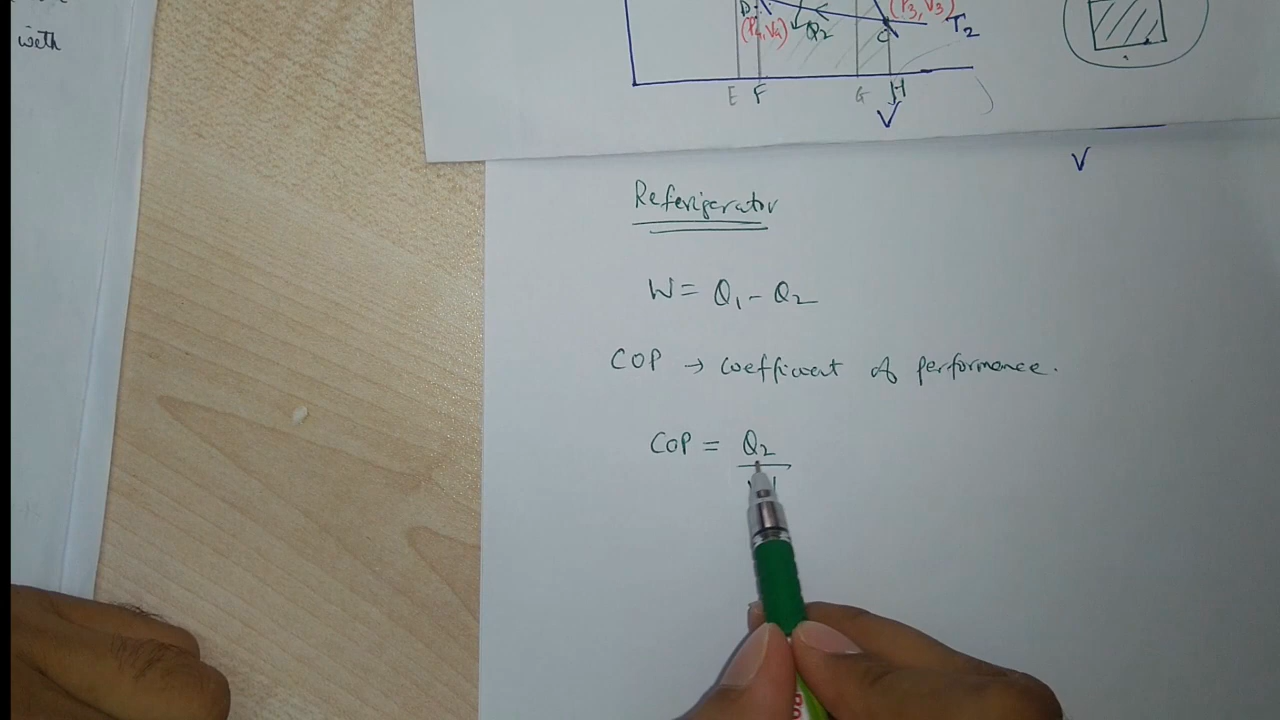 with
D
(P3, V3)
(P4, V4)
Q2
C
T2
E F G H
V
V
Referigerator
W = Q1 - Q2
COP → coefficient of performance.
COP = Q2